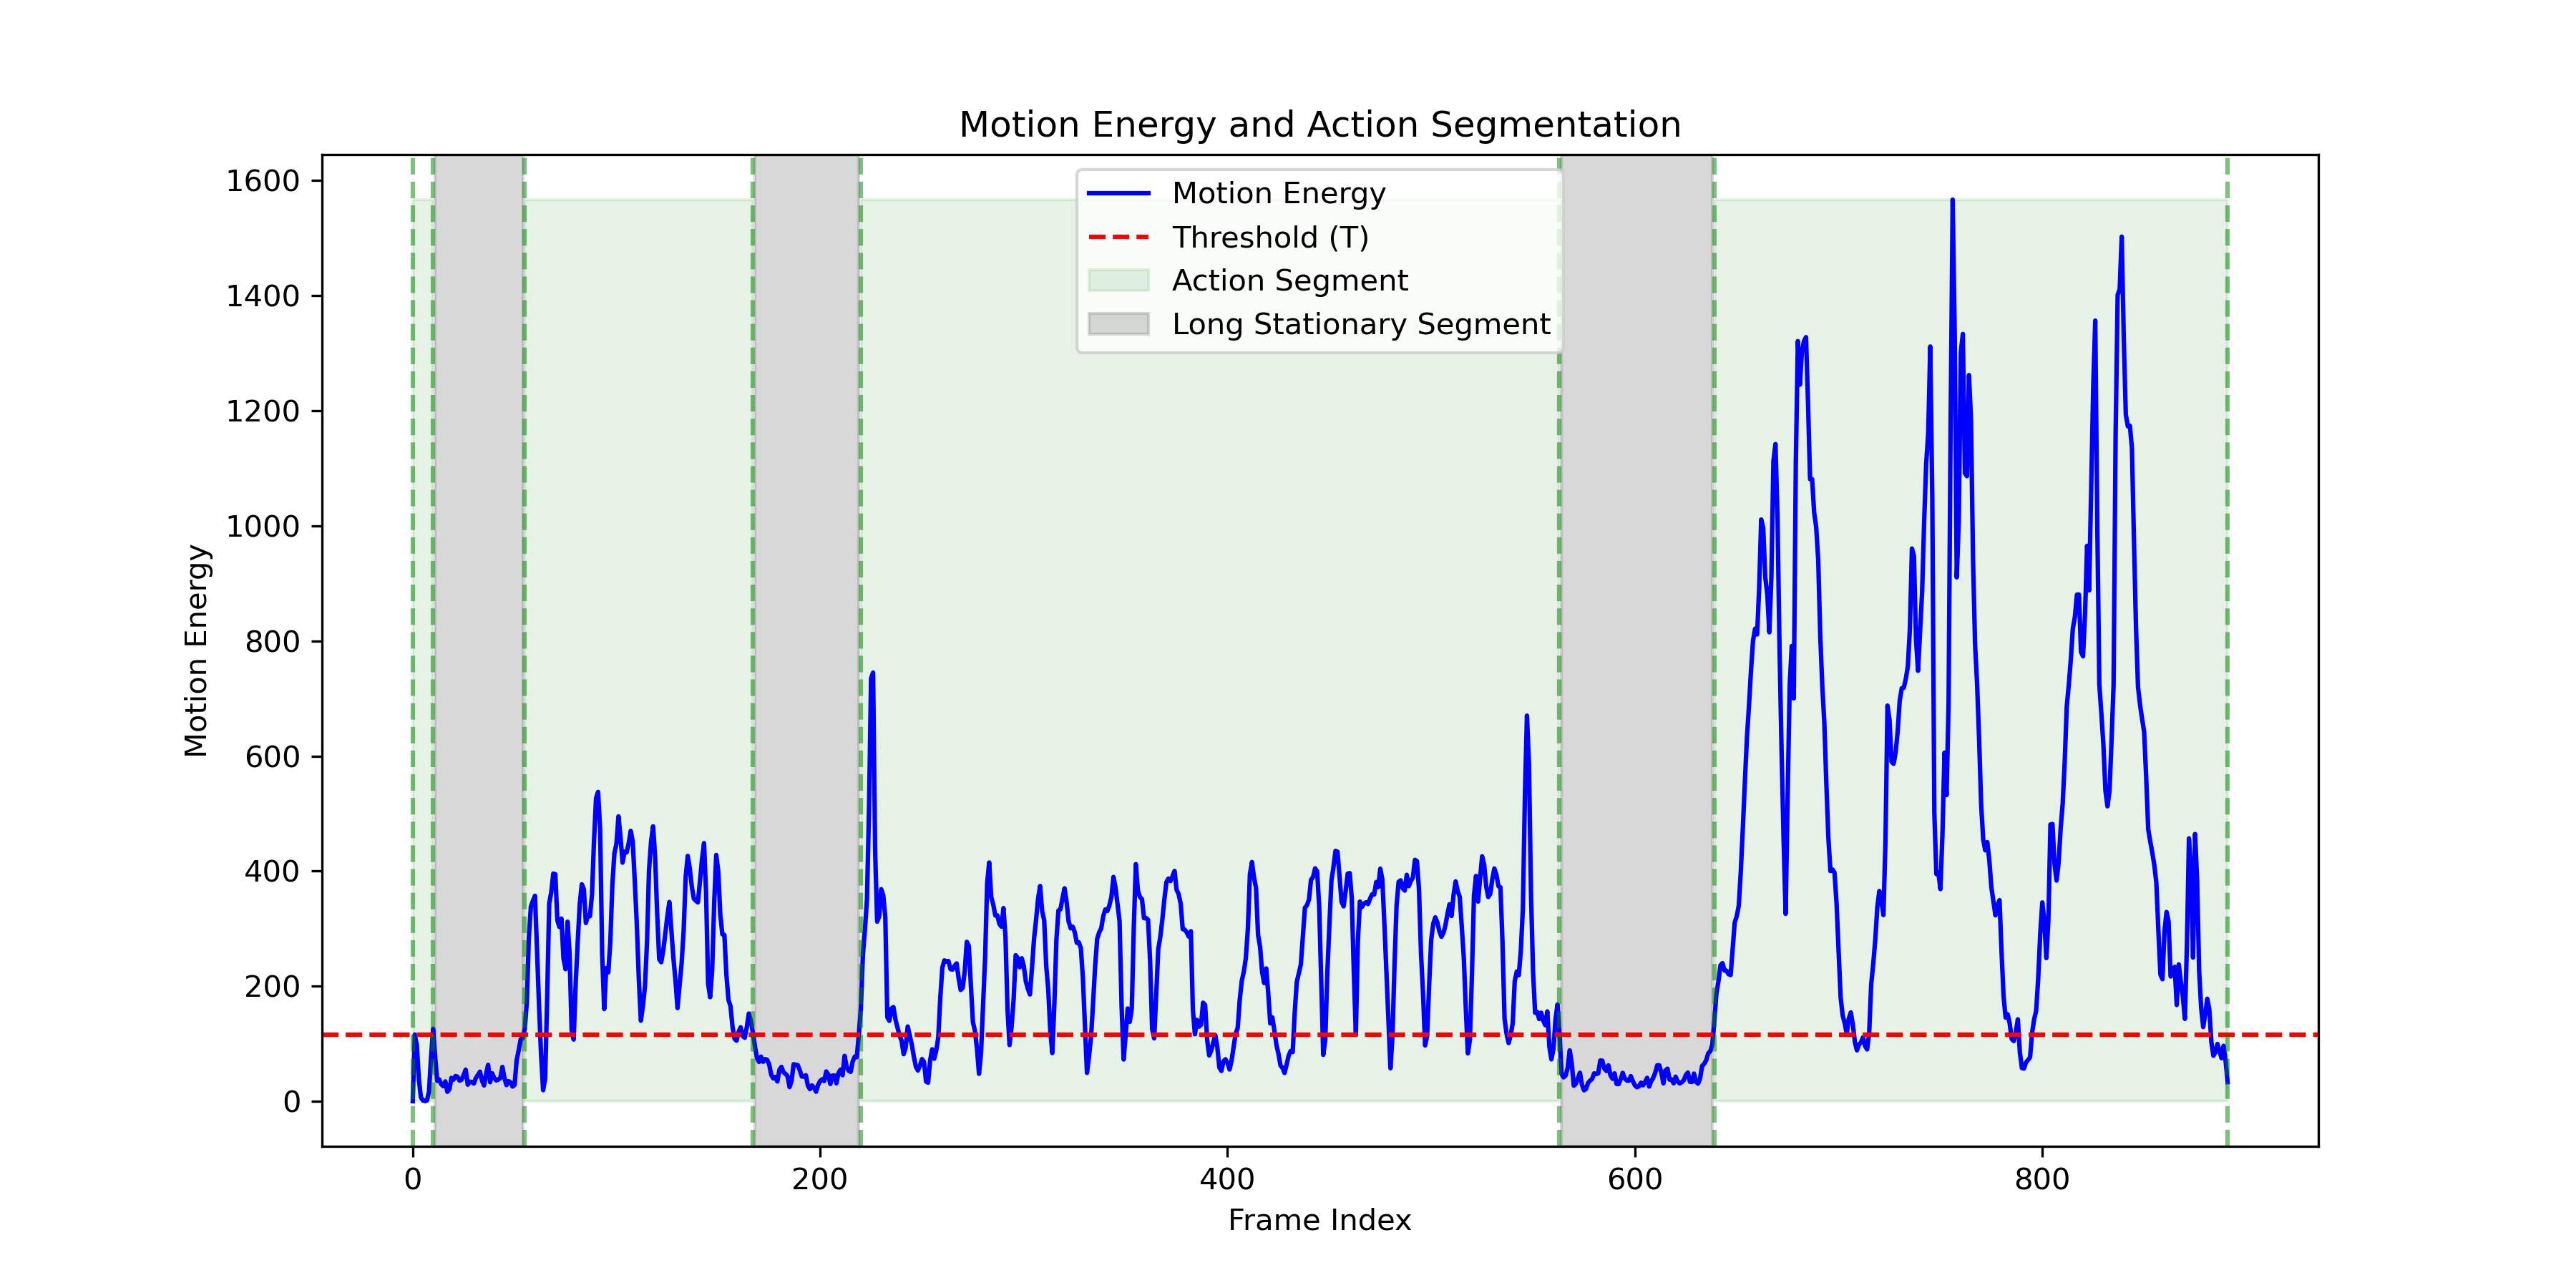 Motion Energy and Action Segmentation
1600
1400
1200
1000
800
600
400
200
0
Motion Energy
Motion Energy
Threshold (T)
Action Segment
Long Stationary Segment
0 200 400 600 800
Frame Index